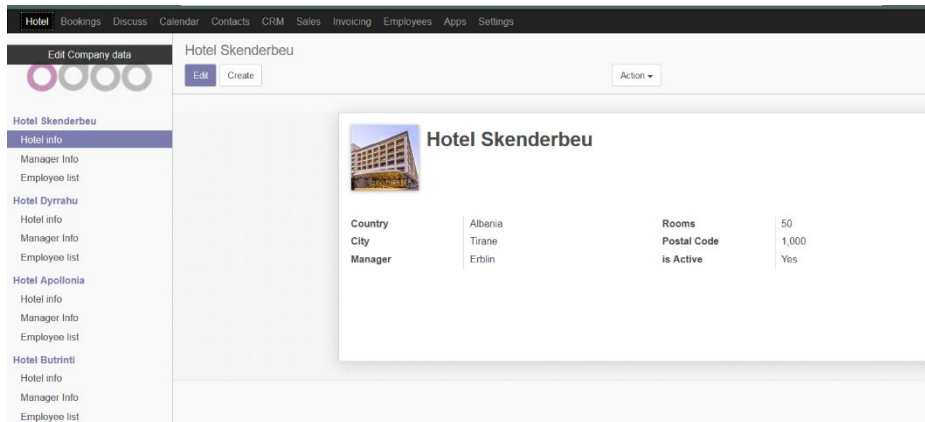 Hotel Bookings Discuss Calendar Contacts CRM Sales Invoicing Employees Apps Settings
Edit Company data
Hotel Skenderbeu
Hotel info
Manager Info
Employee list
Hotel Dyrrahu
Hotel info
Manager Info
Employee list
Hotel Apollonia
Hotel info
Manager Info
Employee list
Hotel Butrinti
Hotel info
Manager Info
Employee list
Hotel Skenderbeu
Edit Create Action
Hotel Skenderbeu
Country Albania Rooms 50
City Tirane Postal Code 1,000
Manager Erblin is Active Yes